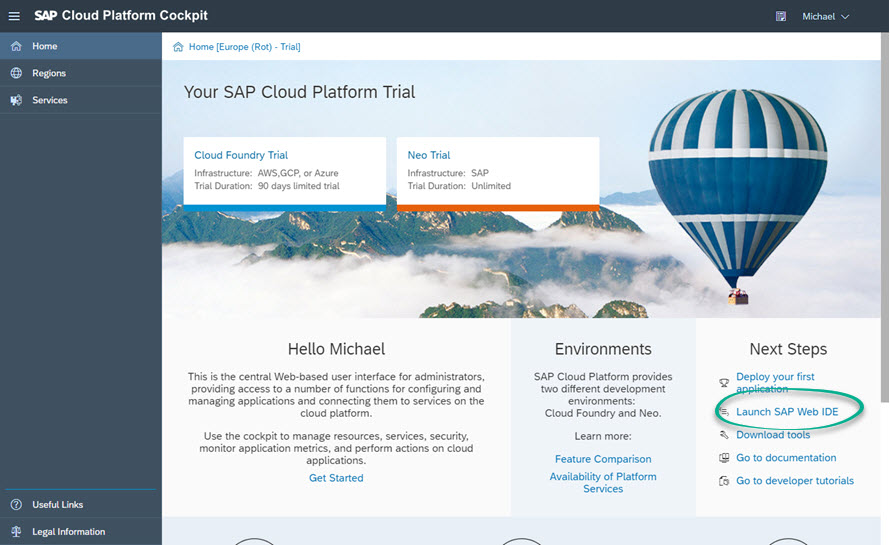 SAP Cloud Platform Cockpit
Michael
Home
Regions
Services
Useful Links
Legal Information
Home [Europe (Rot) - Trial]
Your SAP Cloud Platform Trial
Cloud Foundry Trial
Infrastructure: AWS,GCP, or Azure
Trial Duration: 90 days limited trial
Neo Trial
Infrastructure: SAP
Trial Duration: Unlimited
Hello Michael
This is the central Web-based user interface for administrators,
providing access to a number of functions for configuring and
managing applications and connecting them to services on the
cloud platform.
Use the cockpit to manage resources, services, security,
monitor application metrics, and perform actions on cloud
applications.
Get Started
Environments
SAP Cloud Platform provides
two different development
environments:
Cloud Foundry and Neo.
Learn more:
Feature Comparison
Availability of Platform
Services
Next Steps
Deploy your first
application
Launch SAP Web IDE
Download tools
Go to documentation
Go to developer tutorials